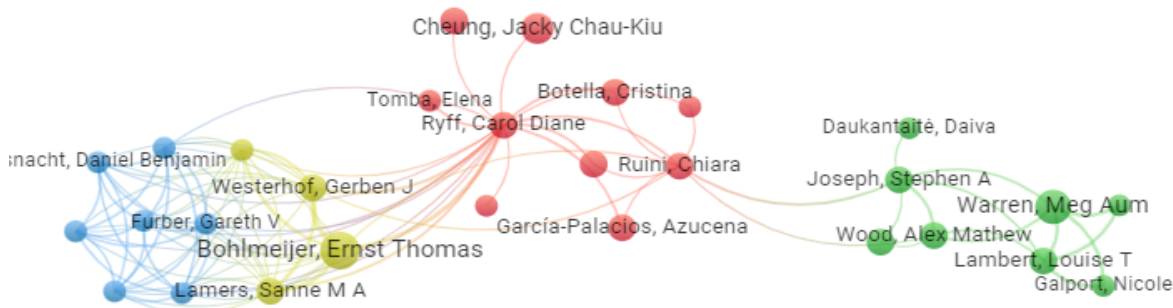 Cheung, Jacky Chau-Kiu
Tomba, Elena
Botella, Cristina
Ryff, Carol Diane
Daukantaitė, Daiva
snacht, Daniel Benjamin
Ruini, Chiara
Westerhof, Gerben J
Joseph, Stephen A
Warren, Meg Aum
Furber, Gareth V
García-Palacios, Azucena
Wood, Alex Mathew
Bohlmeijer, Ernst Thomas
Lambert, Louise T
Lamers, Sanne M A
Galport, Nicole